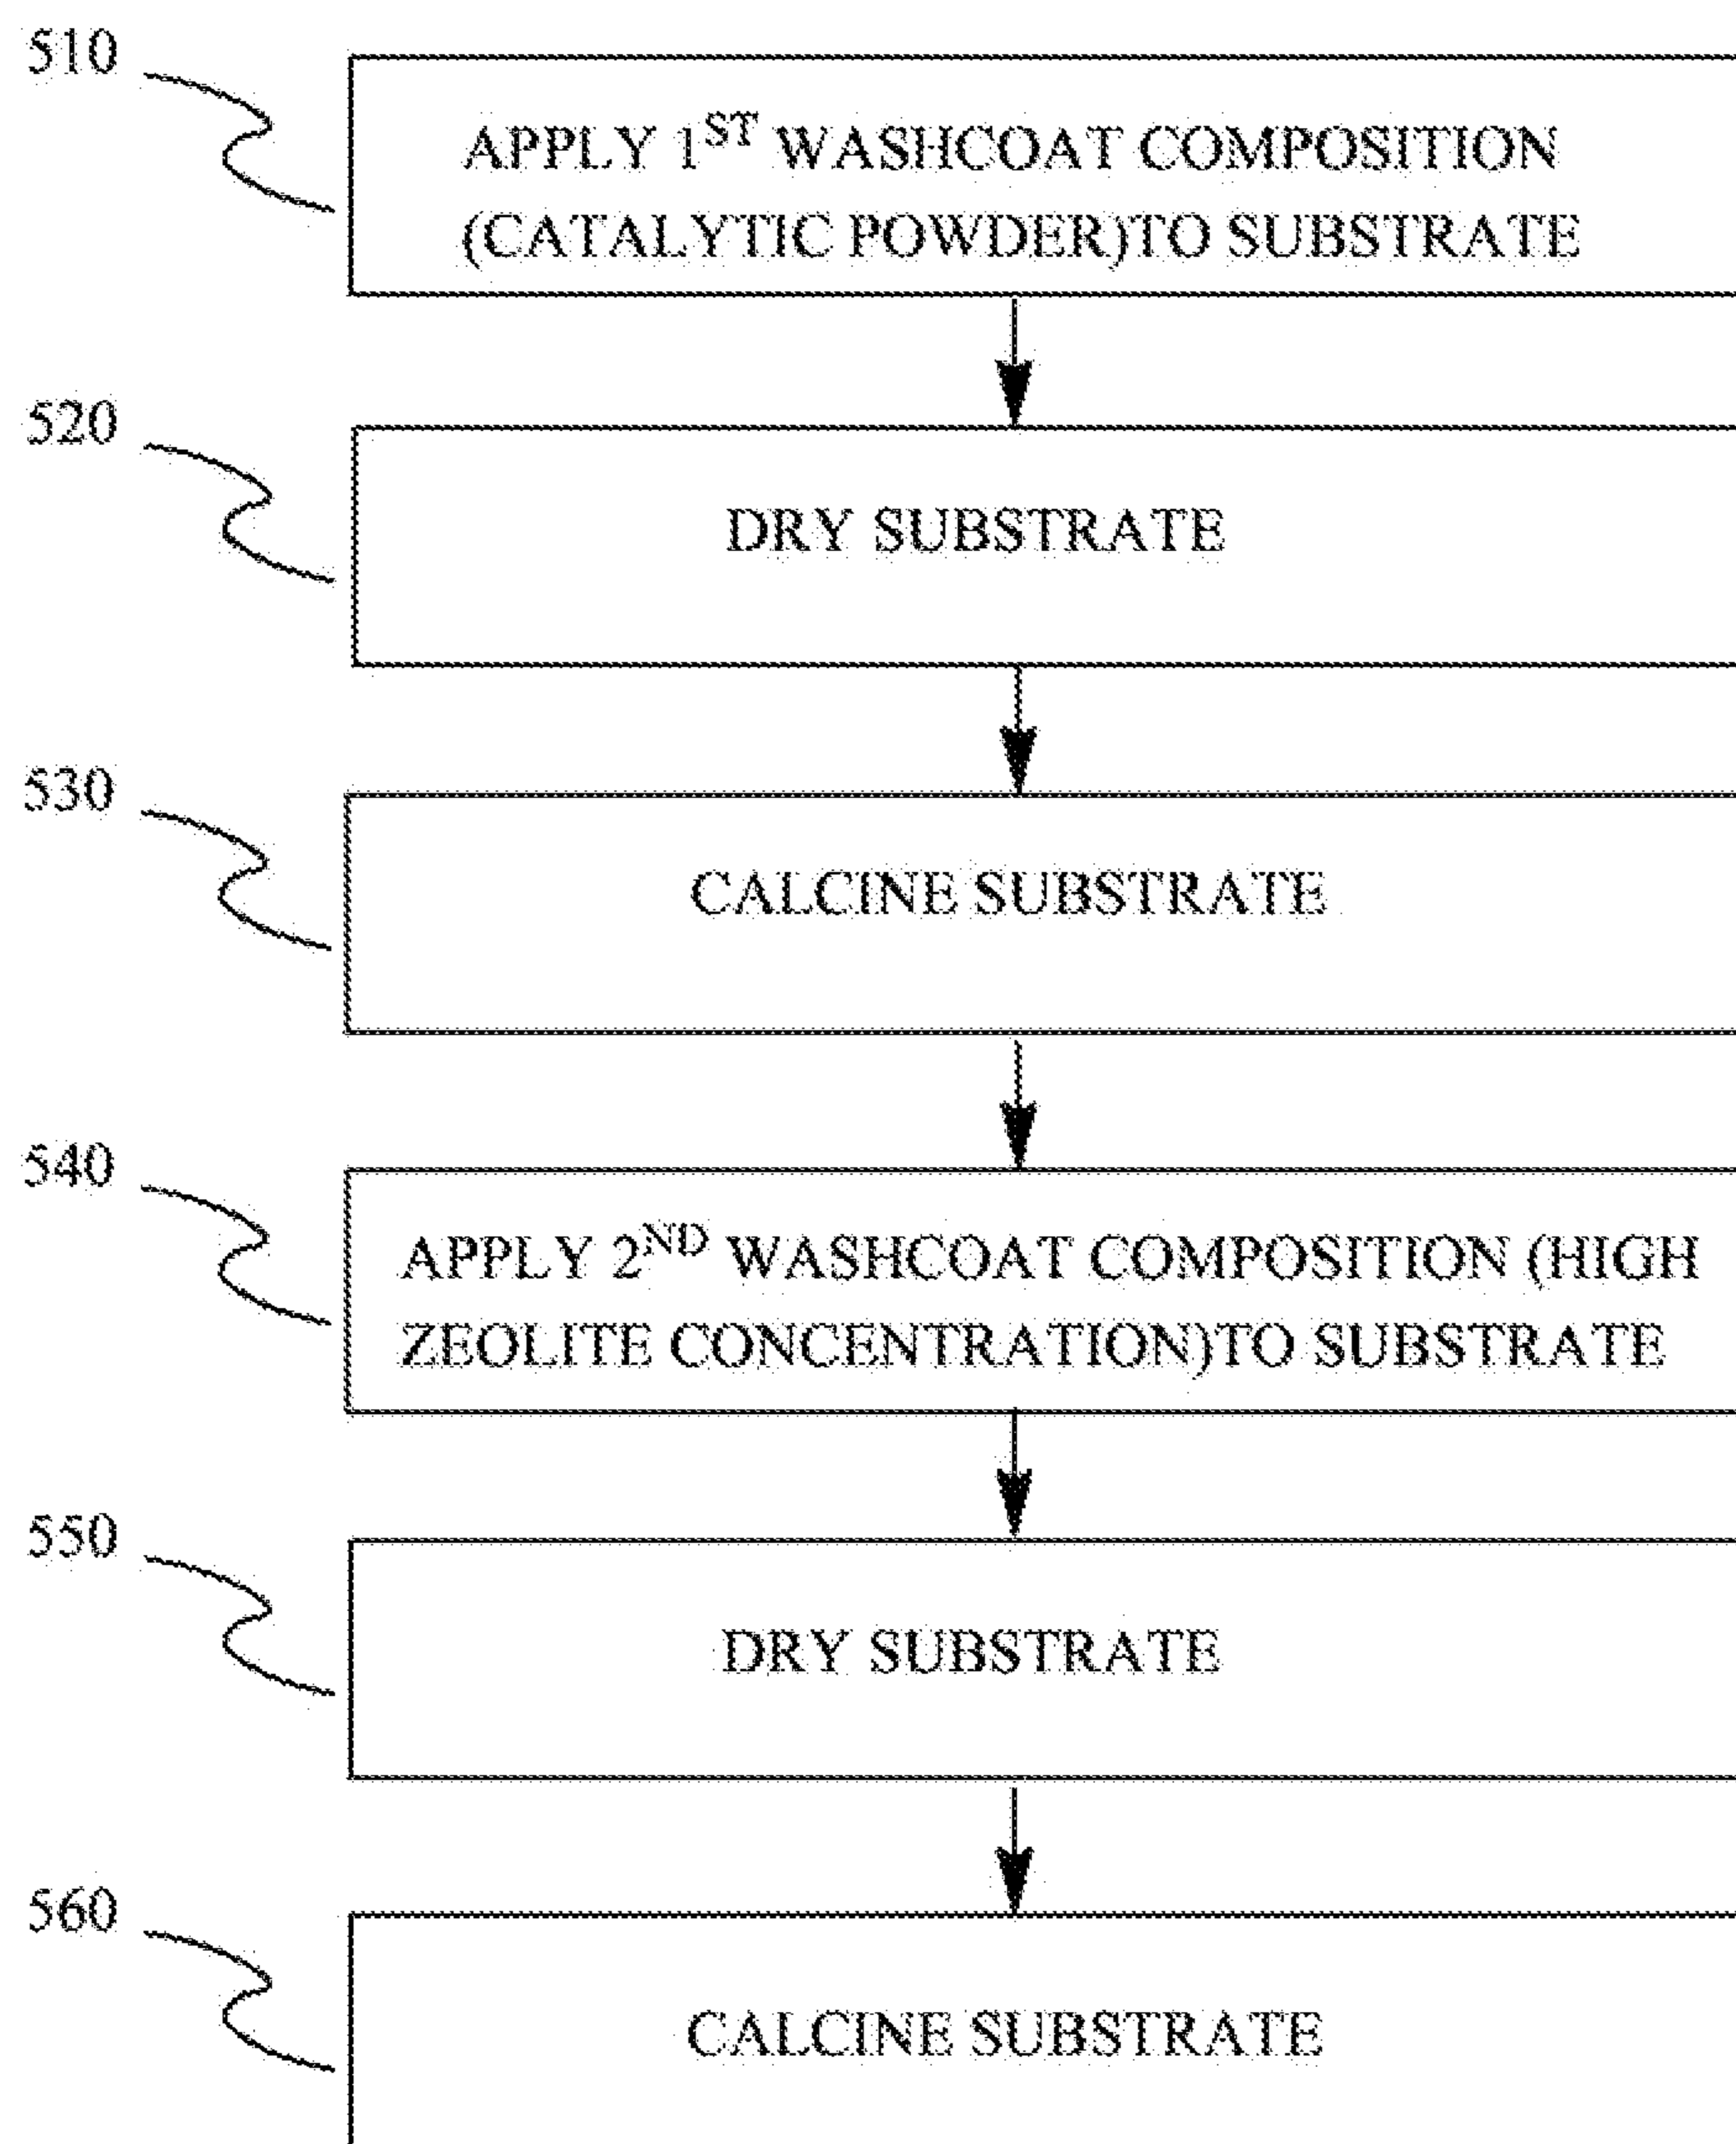 510
APPLY 1ST WASHCOAT COMPOSITION
(CATALYTIC POWDER)TO SUBSTRATE
520
DRY SUBSTRATE
530
CALCINE SUBSTRATE
540
APPLY 2ND WASHCOAT COMPOSITION (HIGH
ZEOLITE CONCENTRATION)TO SUBSTRATE
550
DRY SUBSTRATE
560
CALCINE SUBSTRATE